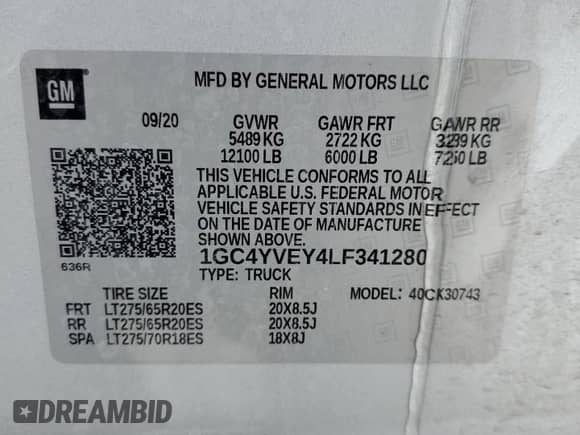 GM
MFD BY GENERAL MOTORS LLC
09/20 GVWR GAWR FRT GAWR RR
5489 KG 2722 KG 3289 KG
12100 LB 6000 LB 7250 LB
THIS VEHICLE CONFORMS TO ALL
APPLICABLE U.S. FEDERAL MOTOR
VEHICLE SAFETY STANDARDS IN EFFECT
ON THE DATE OF MANUFACTURE
SHOWN ABOVE.
636R
1GC4YVEY4LF341280
TYPE: TRUCK
TIRE SIZE RIM MODEL: 40CK30743
FRT LT275/65R20ES 20X8.5J
RR LT275/65R20ES 20X8.5J
SPA LT275/70R18ES 18X8J
DREAMBID